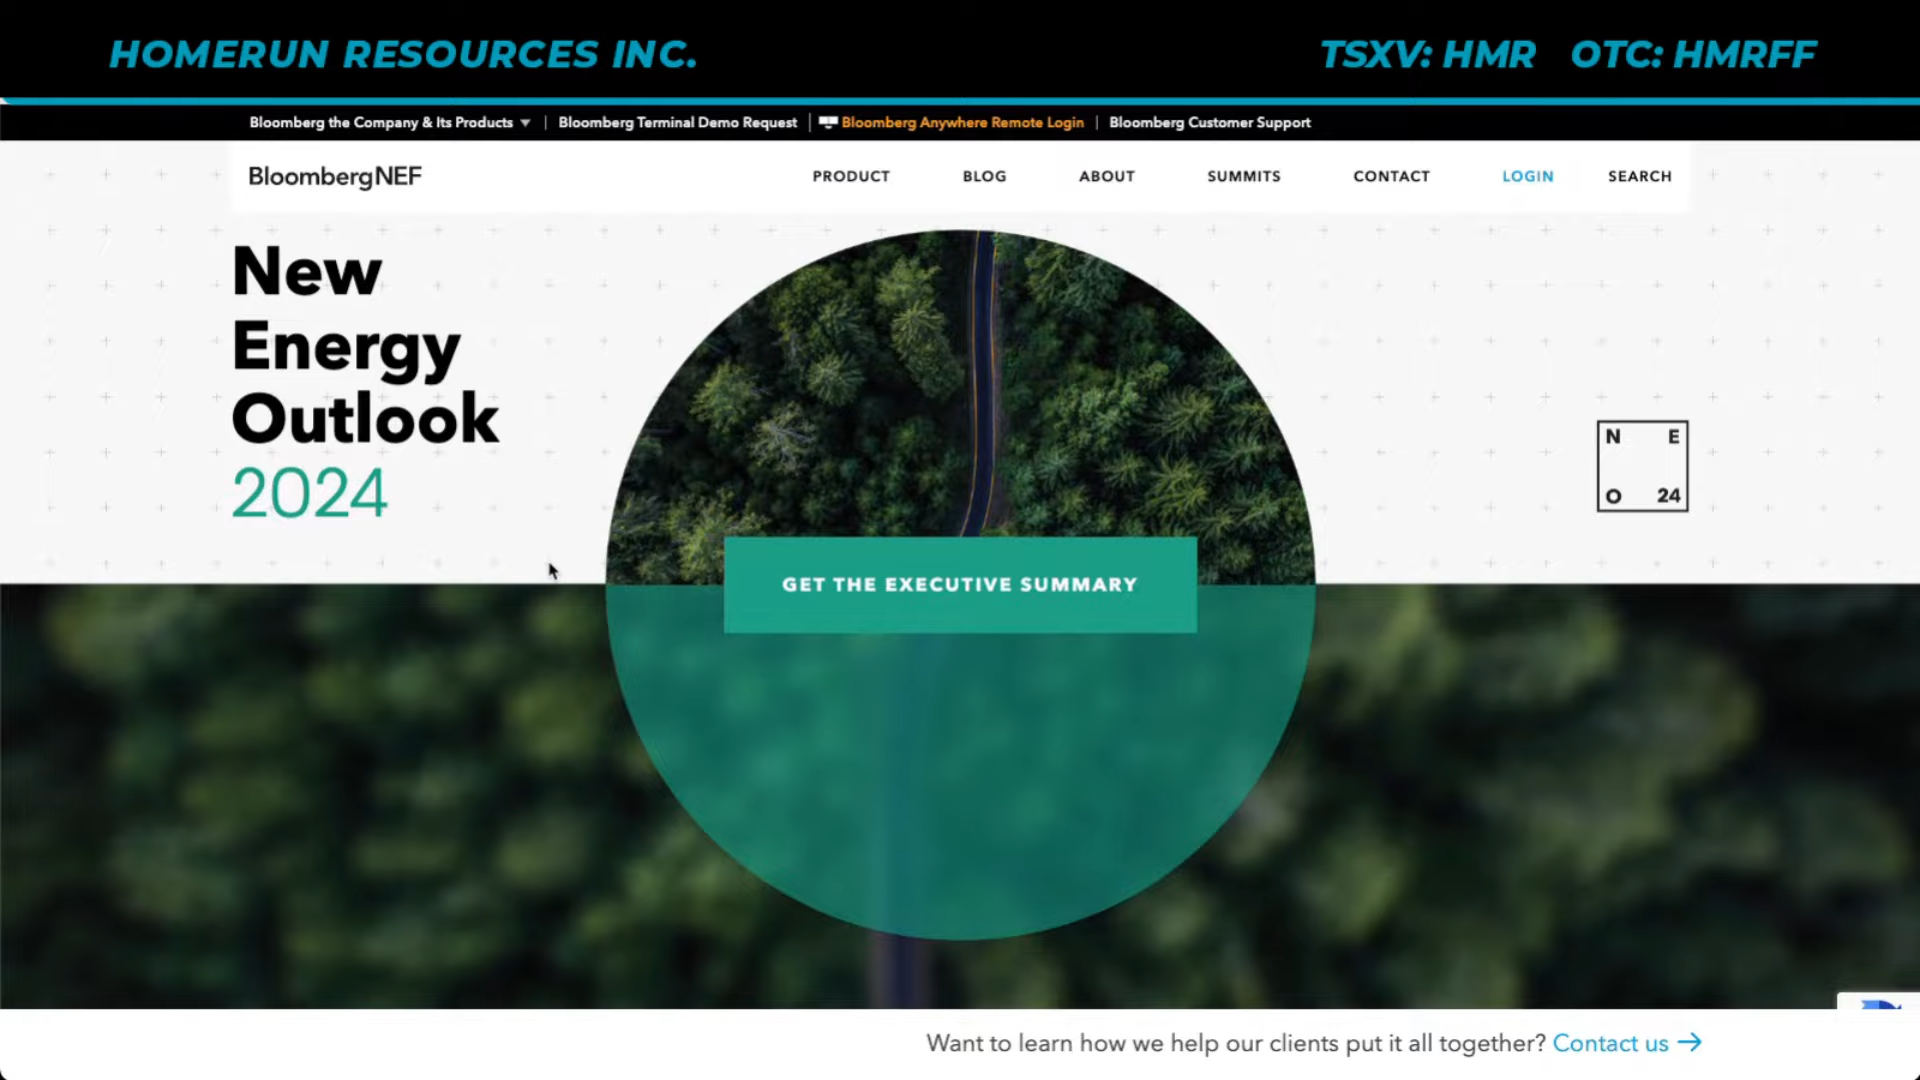 HOMERUN RESOURCES INC.
TSXV: HMR OTC: HMRFF
Bloomberg the Company & Its Products | Bloomberg Terminal Demo Request | Bloomberg Anywhere Remote Login | Bloomberg Customer Support
BloombergNEF
PRODUCT BLOG ABOUT SUMMITS CONTACT LOGIN SEARCH
New
Energy
Outlook
2024
N E
O 24
GET THE EXECUTIVE SUMMARY
Want to learn how we help our clients put it all together? Contact us →